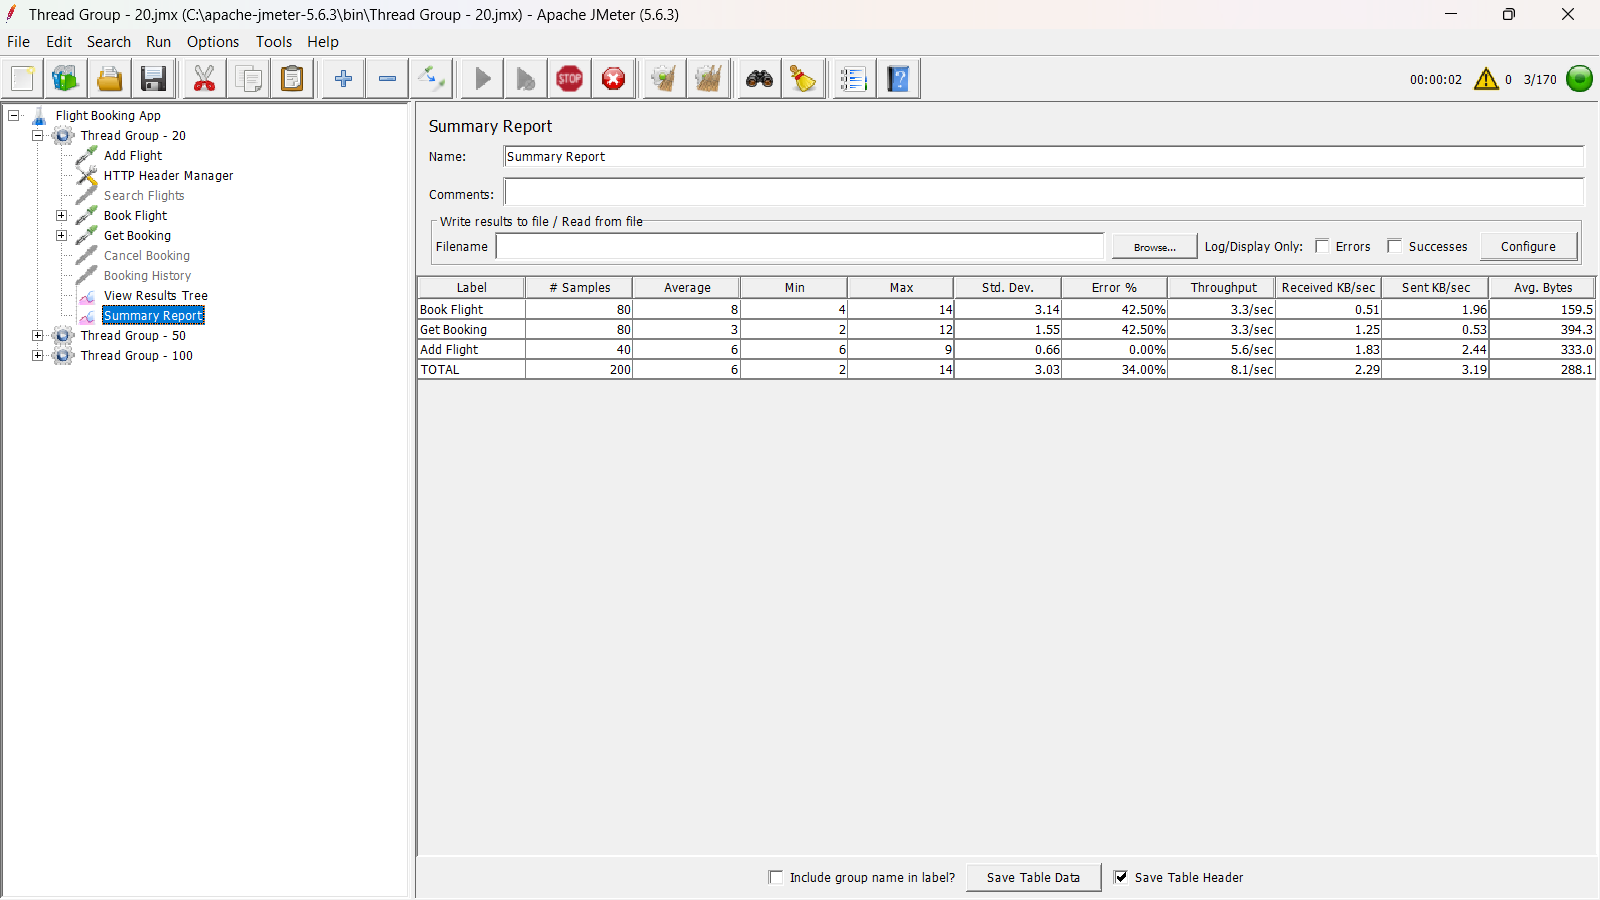 Thread Group - 20.jmx (C:\apache-jmeter-5.6.3\bin\Thread Group - 20.jmx) - Apache JMeter (5.6.3)
File Edit Search Run Options Tools Help
STOP
00:00:02 0 3/170
Flight Booking App
Thread Group - 20
Add Flight
HTTP Header Manager
Search Flights
Book Flight
Get Booking
Cancel Booking
Booking History
View Results Tree
Summary Report
Thread Group - 50
Thread Group - 100
Summary Report
Name: Summary Report
Comments:
Write results to file / Read from file
Filename Browse... Log/Display Only: Errors Successes Configure
Label # Samples Average Min Max Std. Dev. Error % Throughput Received KB/sec Sent KB/sec Avg. Bytes
Book Flight 80 8 4 14 3.14 42.50% 3.3/sec 0.51 1.96 159.5
Get Booking 80 3 2 12 1.55 42.50% 3.3/sec 1.25 0.53 394.3
Add Flight 40 6 6 9 0.66 0.00% 5.6/sec 1.83 2.44 333.0
TOTAL 200 6 2 14 3.03 34.00% 8.1/sec 2.29 3.19 288.1
Include group name in label? Save Table Data Save Table Header